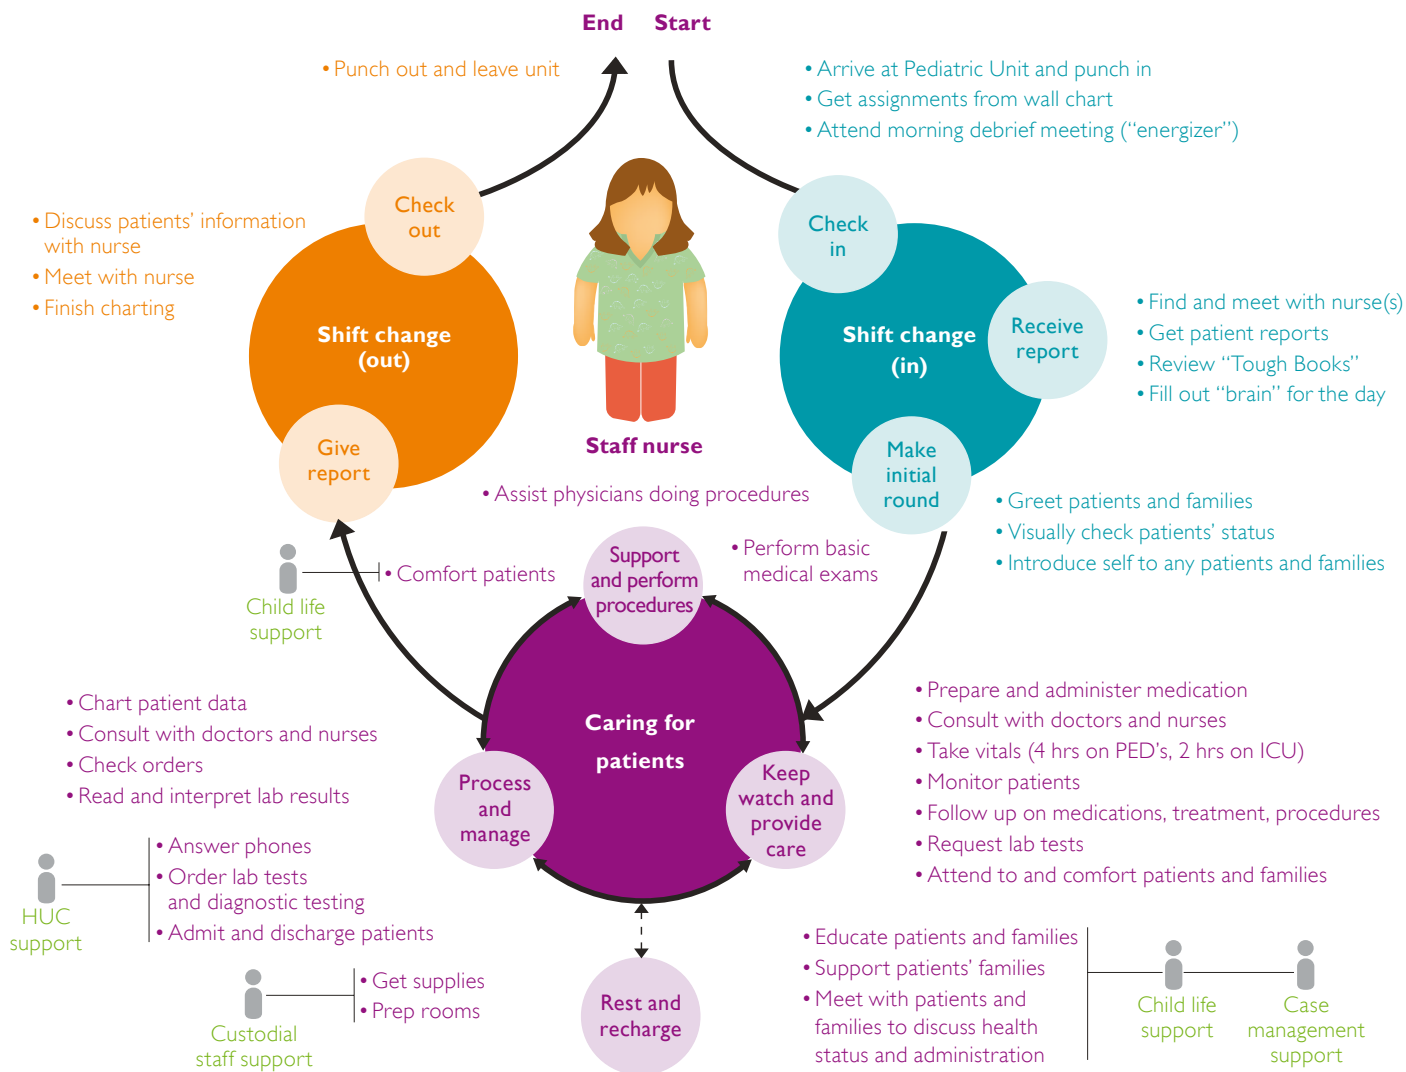 End Start
• Punch out and leave unit
• Arrive at Pediatric Unit and punch in
• Get assignments from wall chart
• Attend morning debrief meeting (“energizer”)
Check
out
Check
in
• Discuss patients’ information
with nurse
• Meet with nurse
• Finish charting
Shift change
(out)
Shift change
(in)
Receive
report
• Find and meet with nurse(s)
• Get patient reports
• Review “Tough Books”
• Fill out “brain” for the day
Give
report
Staff nurse
Make
initial
round
• Greet patients and families
• Visually check patients’ status
• Introduce self to any patients and families
• Assist physicians doing procedures
• Perform basic
medical exams
Support
and perform
procedures
• Comfort patients
Child life
support
• Chart patient data
• Consult with doctors and nurses
• Check orders
• Read and interpret lab results
Caring for
patients
• Prepare and administer medication
• Consult with doctors and nurses
• Take vitals (4 hrs on PED’s, 2 hrs on ICU)
• Monitor patients
• Follow up on medications, treatment, procedures
• Request lab tests
• Attend to and comfort patients and families
Process
and
manage
Keep
watch and
provide
care
• Answer phones
• Order lab tests
and diagnostic testing
• Admit and discharge patients
HUC
support
• Get supplies
• Prep rooms
Custodial
staff support
Rest and
recharge
• Educate patients and families
• Support patients’ families
• Meet with patients and
families to discuss health
status and administration
Child life
support
Case
management
support